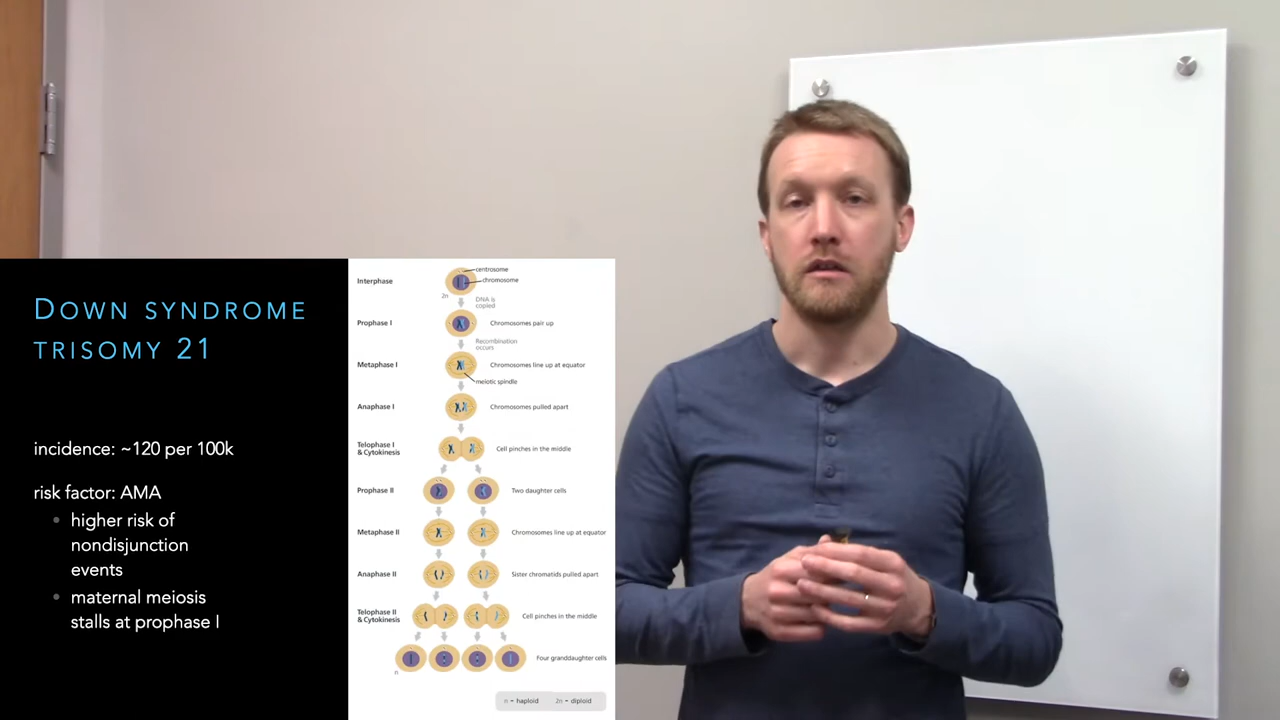 DOWN SYNDROME
TRISOMY 21
incidence: ~120 per 100k
risk factor: AMA
higher risk of
nondisjunction
events
maternal meiosis
stalls at prophase I
Interphase
centrosome
chromosome
2n
DNA is
copied
Prophase I
Chromosomes pair up
Recombination
occurs
Metaphase I
Chromosomes line up at equator
meiotic spindle
Anaphase I
Chromosomes pulled apart
Telophase I
& Cytokinesis
Cell pinches in the middle
Prophase II
Two daughter cells
Metaphase II
Chromosomes line up at equator
Anaphase II
Sister chromatids pulled apart
Telophase II
& Cytokinesis
Cell pinches in the middle
Four granddaughter cells
n
n = haploid 2n = diploid